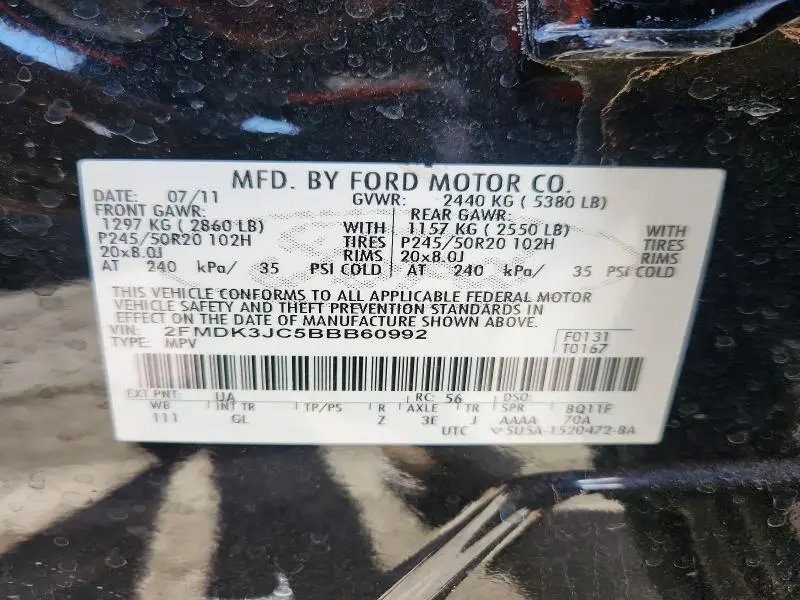 MFD. BY FORD MOTOR CO.
DATE: 07/11 GVWR: 2440 KG ( 5380 LB)
FRONT GAWR: REAR GAWR:
1297 KG ( 2860 LB) WITH 1157 KG ( 2550 LB) WITH
P245/50R20 102H TIRES P245/50R20 102H TIRES
20x8.0J RIMS 20x8.0J RIMS
AT 240 kPa/ 35 PSI COLD AT 240 kPa/ 35 PSI COLD
THIS VEHICLE CONFORMS TO ALL APPLICABLE FEDERAL MOTOR
VEHICLE SAFETY AND THEFT PREVENTION STANDARDS IN
EFFECT ON THE DATE OF MANUFACTURE SHOWN ABOVE.
VIN: 2FMDK3JC5BBB60992 F0131
TYPE: MPV T0167
EXT PNT: UA RC: 56 DSO:
WB INT TR TP/PS R AXLE TR SPR BQ11F
111 GL Z 3E J AAAA 70A
UTC 5U5A-1520472-BA